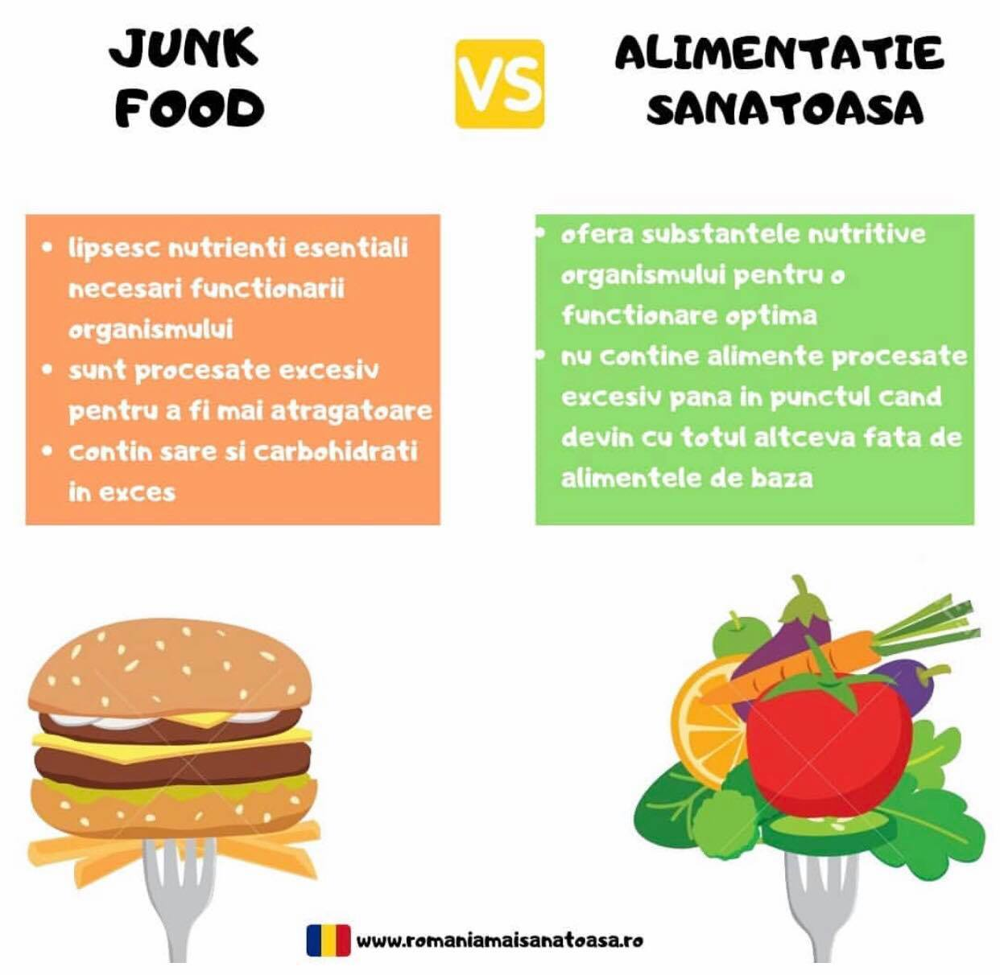 JUNK
FOOD
VS
ALIMENTATIE
SANATOASA
• lipsesc nutrienti esentiali
necesari functionarii
organismului
• sunt procesate excesiv
pentru a fi mai atragatoare
• contin sare si carbohidrati
in exces
• ofera substantele nutritive
organismului pentru o
functionare optima
• nu contine alimente procesate
excesiv pana in punctul cand
devin cu totul altceva fata de
alimentele de baza
www.romaniamaisanatoasa.ro